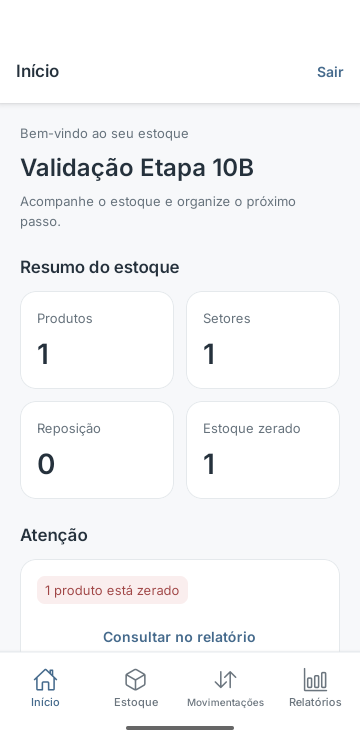 Início
Sair
Bem-vindo ao seu estoque
Validação Etapa 10B
Acompanhe o estoque e organize o próximo
passo.
Resumo do estoque
Produtos
1
Setores
1
Reposição
0
Estoque zerado
1
Atenção
1 produto está zerado
Consultar no relatório
Início
Estoque
Movimentações
Relatórios